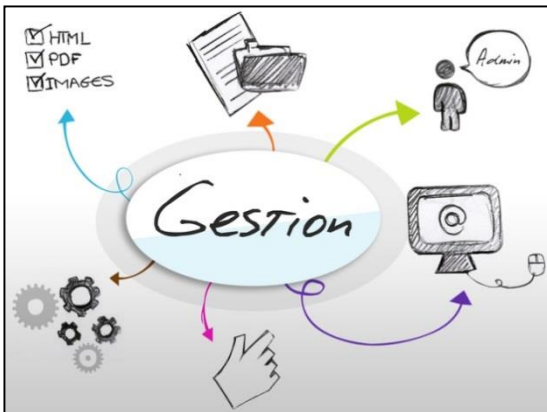 HTML
PDF
IMAGES
Admin
@
Gestion